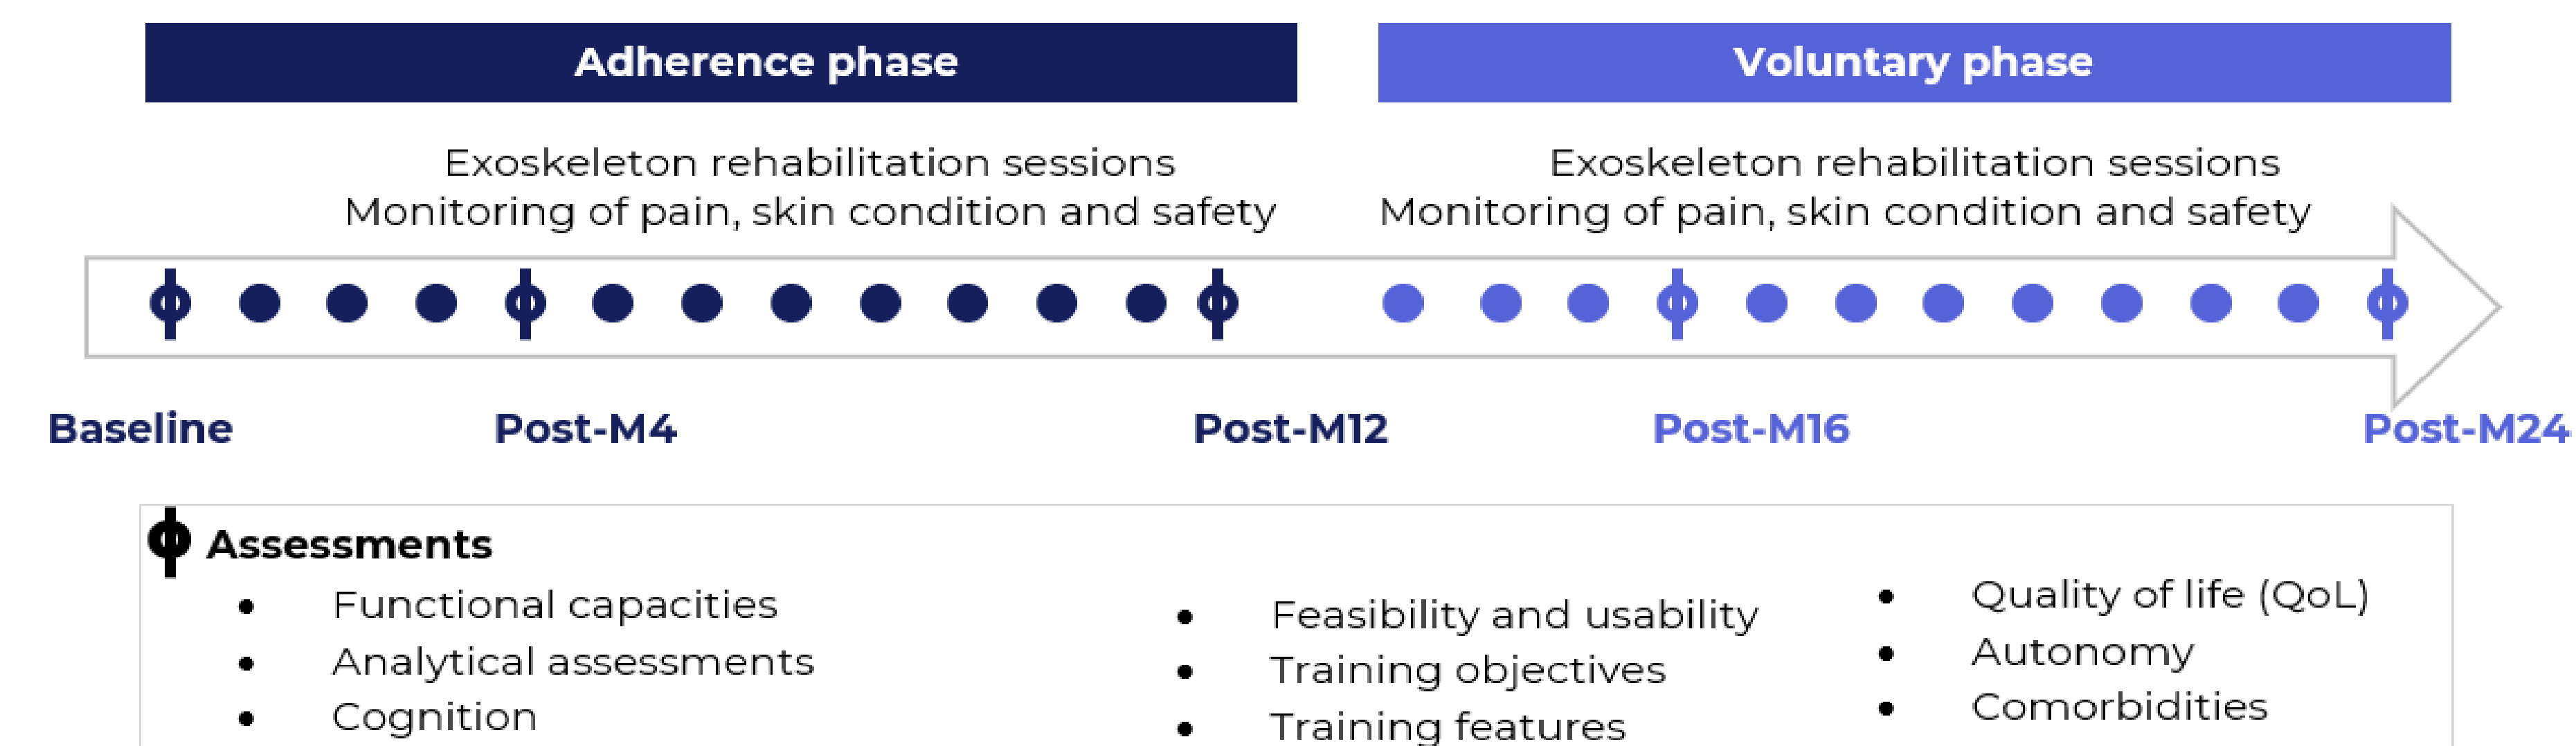 Adherence phase
Voluntary phase
Exoskeleton rehabilitation sessions
Monitoring of pain, skin condition and safety
Exoskeleton rehabilitation sessions
Monitoring of pain, skin condition and safety
Baseline
Post-M4
Post-M12
Post-M16
Post-M24
Assessments
• Functional capacities
• Analytical assessments
• Cognition
• Feasibility and usability
• Training objectives
• Training features
• Quality of life (QoL)
• Autonomy
• Comorbidities